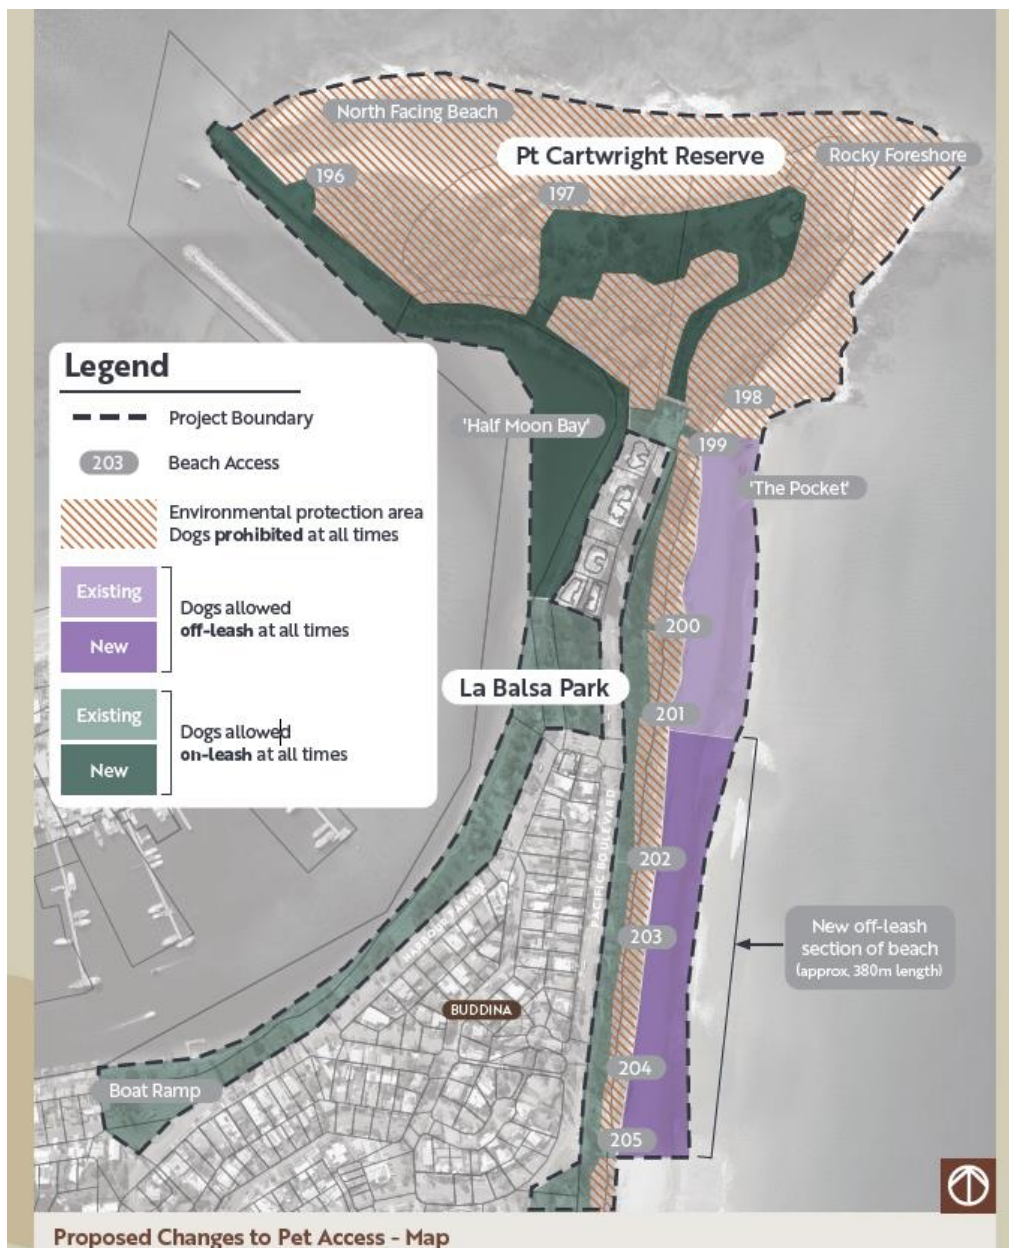 North Facing Beach
Pt Cartwright Reserve
Rocky Foreshore
196
197
Legend
Project Boundary
203
Beach Access
Environmental protection area
Dogs prohibited at all times
Existing
New
Dogs allowed
off-leash at all times
Existing
New
Dogs allowed
on-leash at all times
198
'Half Moon Bay'
199
'The Pocket'
200
La Balsa Park
201
PACIFIC BOULEVARD
202
HARBOUR PARADE
203
New off-leash
section of beach
(approx. 380m length)
BUDDINA
204
Boat Ramp
205
Proposed Changes to Pet Access - Map